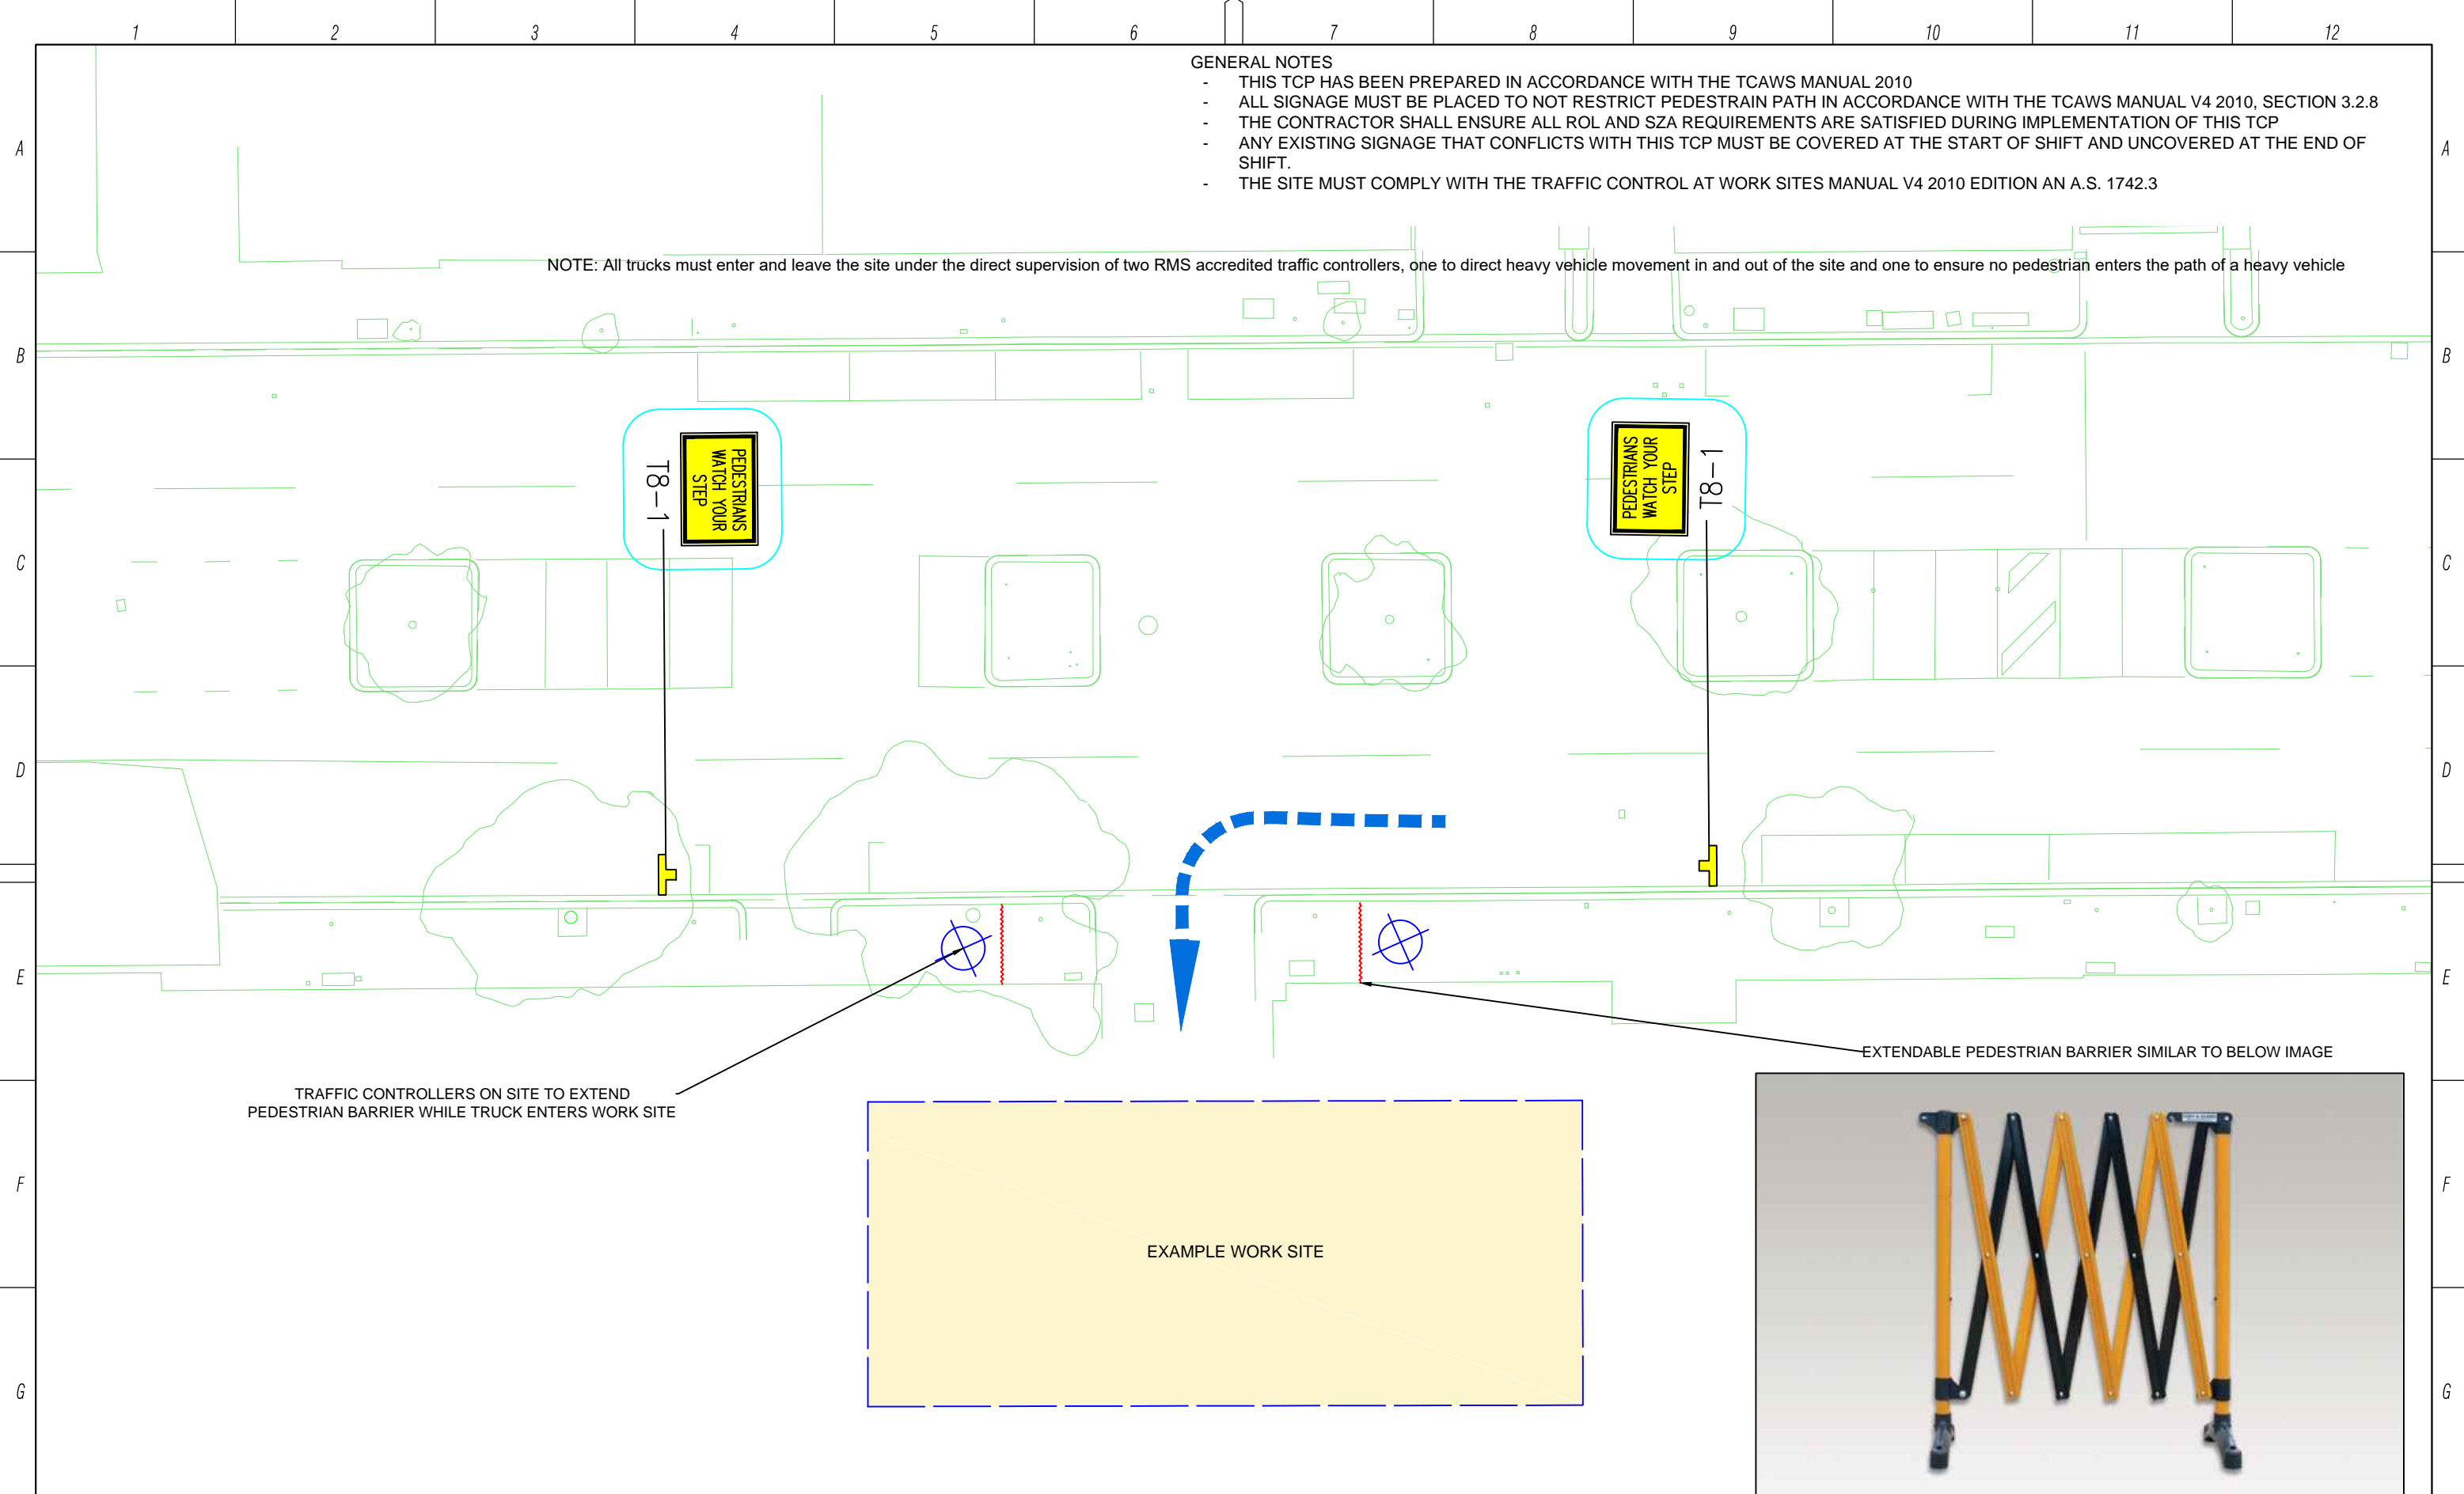 1 2 3 4 5 6 7 8 9 10 11 12
GENERAL NOTES
- THIS TCP HAS BEEN PREPARED IN ACCORDANCE WITH THE TCAWS MANUAL 2010
- ALL SIGNAGE MUST BE PLACED TO NOT RESTRICT PEDESTRAIN PATH IN ACCORDANCE WITH THE TCAWS MANUAL V4 2010, SECTION 3.2.8
- THE CONTRACTOR SHALL ENSURE ALL ROL AND SZA REQUIREMENTS ARE SATISFIED DURING IMPLEMENTATION OF THIS TCP
- ANY EXISTING SIGNAGE THAT CONFLICTS WITH THIS TCP MUST BE COVERED AT THE START OF SHIFT AND UNCOVERED AT THE END OF
SHIFT.
- THE SITE MUST COMPLY WITH THE TRAFFIC CONTROL AT WORK SITES MANUAL V4 2010 EDITION AN A.S. 1742.3
A A
NOTE: All trucks must enter and leave the site under the direct supervision of two RMS accredited traffic controllers, one to direct heavy vehicle movement in and out of the site and one to ensure no pedestrian enters the path of a heavy vehicle
B B
PEDESTRIANS
WATCH YOUR
STEP
T8-1
PEDESTRIANS
WATCH YOUR
STEP
T8-1
C C
D D
E E
EXTENDABLE PEDESTRIAN BARRIER SIMILAR TO BELOW IMAGE
TRAFFIC CONTROLLERS ON SITE TO EXTEND
PEDESTRIAN BARRIER WHILE TRUCK ENTERS WORK SITE
F F
EXAMPLE WORK SITE
G G